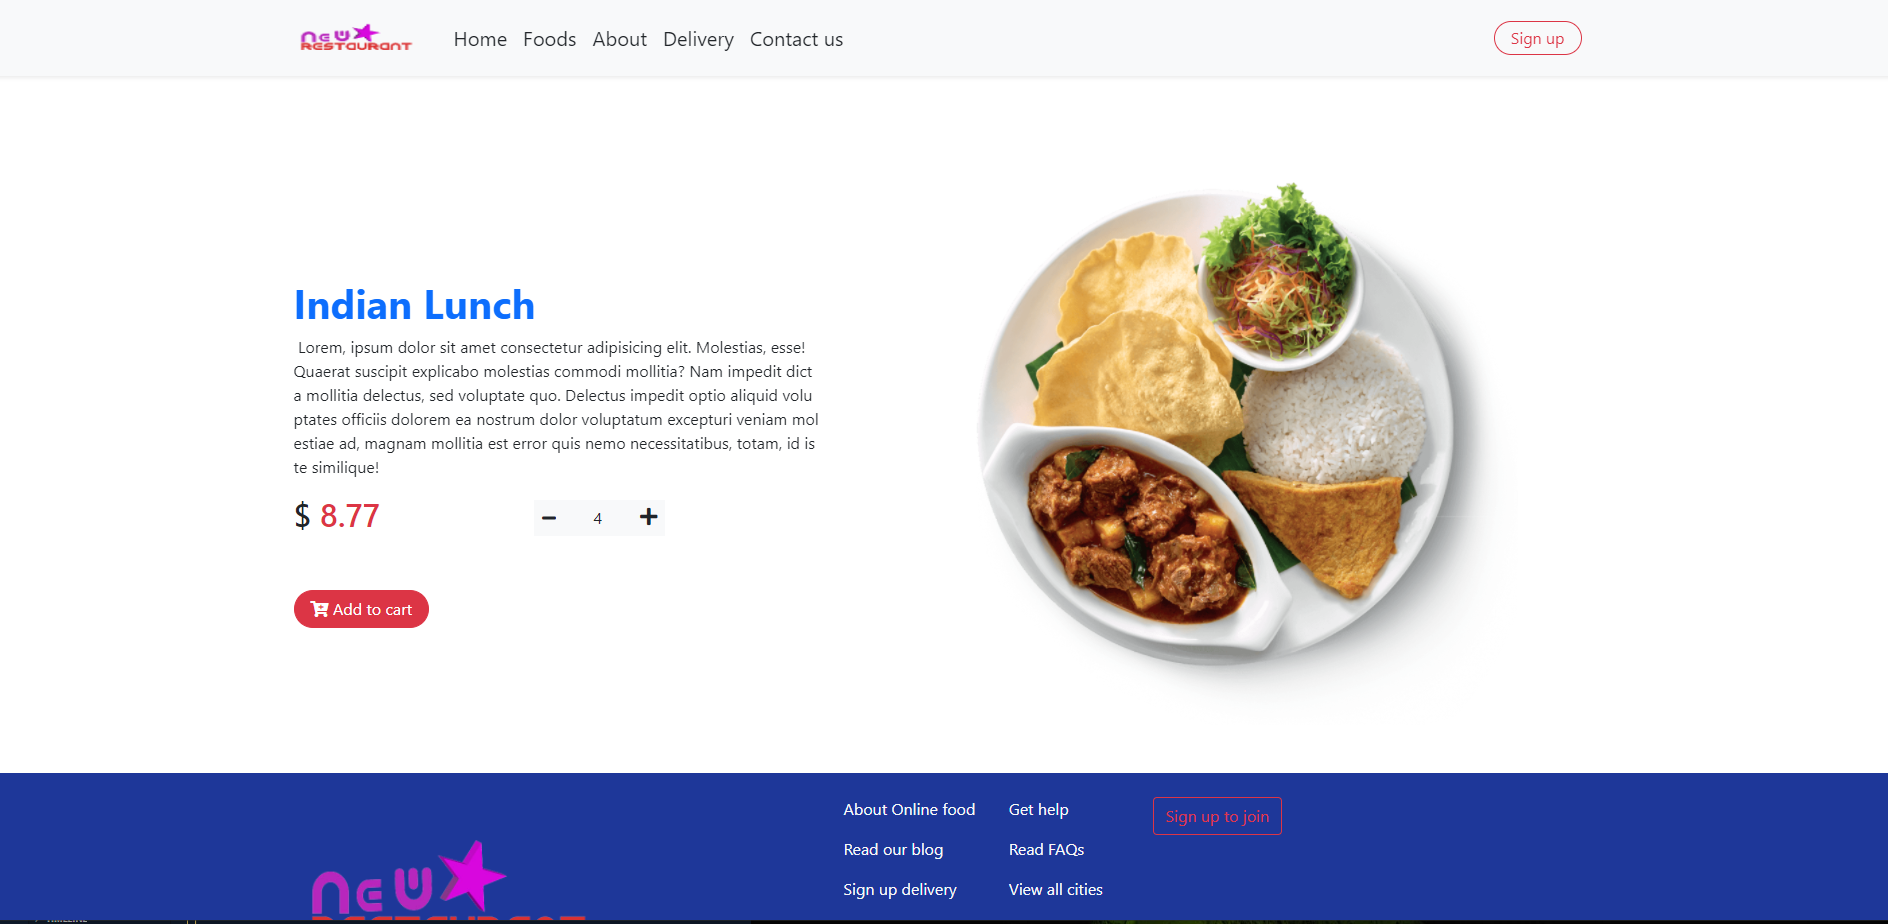 NEW
RESTAURANT
Home Foods About Delivery Contact us
Sign up
Indian Lunch
Lorem, ipsum dolor sit amet consectetur adipisicing elit. Molestias, esse!
Quaerat suscipit explicabo molestias commodi mollitia? Nam impedit dict
a mollitia delectus, sed voluptate quo. Delectus impedit optio aliquid volu
ptates officiis dolorem ea nostrum dolor voluptatum excepturi veniam mol
estiae ad, magnam mollitia est error quis nemo necessitatibus, totam, id is
te similique!
$ 8.77
4
Add to cart
About Online food
Read our blog
Sign up delivery
Get help
Read FAQs
View all cities
Sign up to join
NEW
RESTAURANT